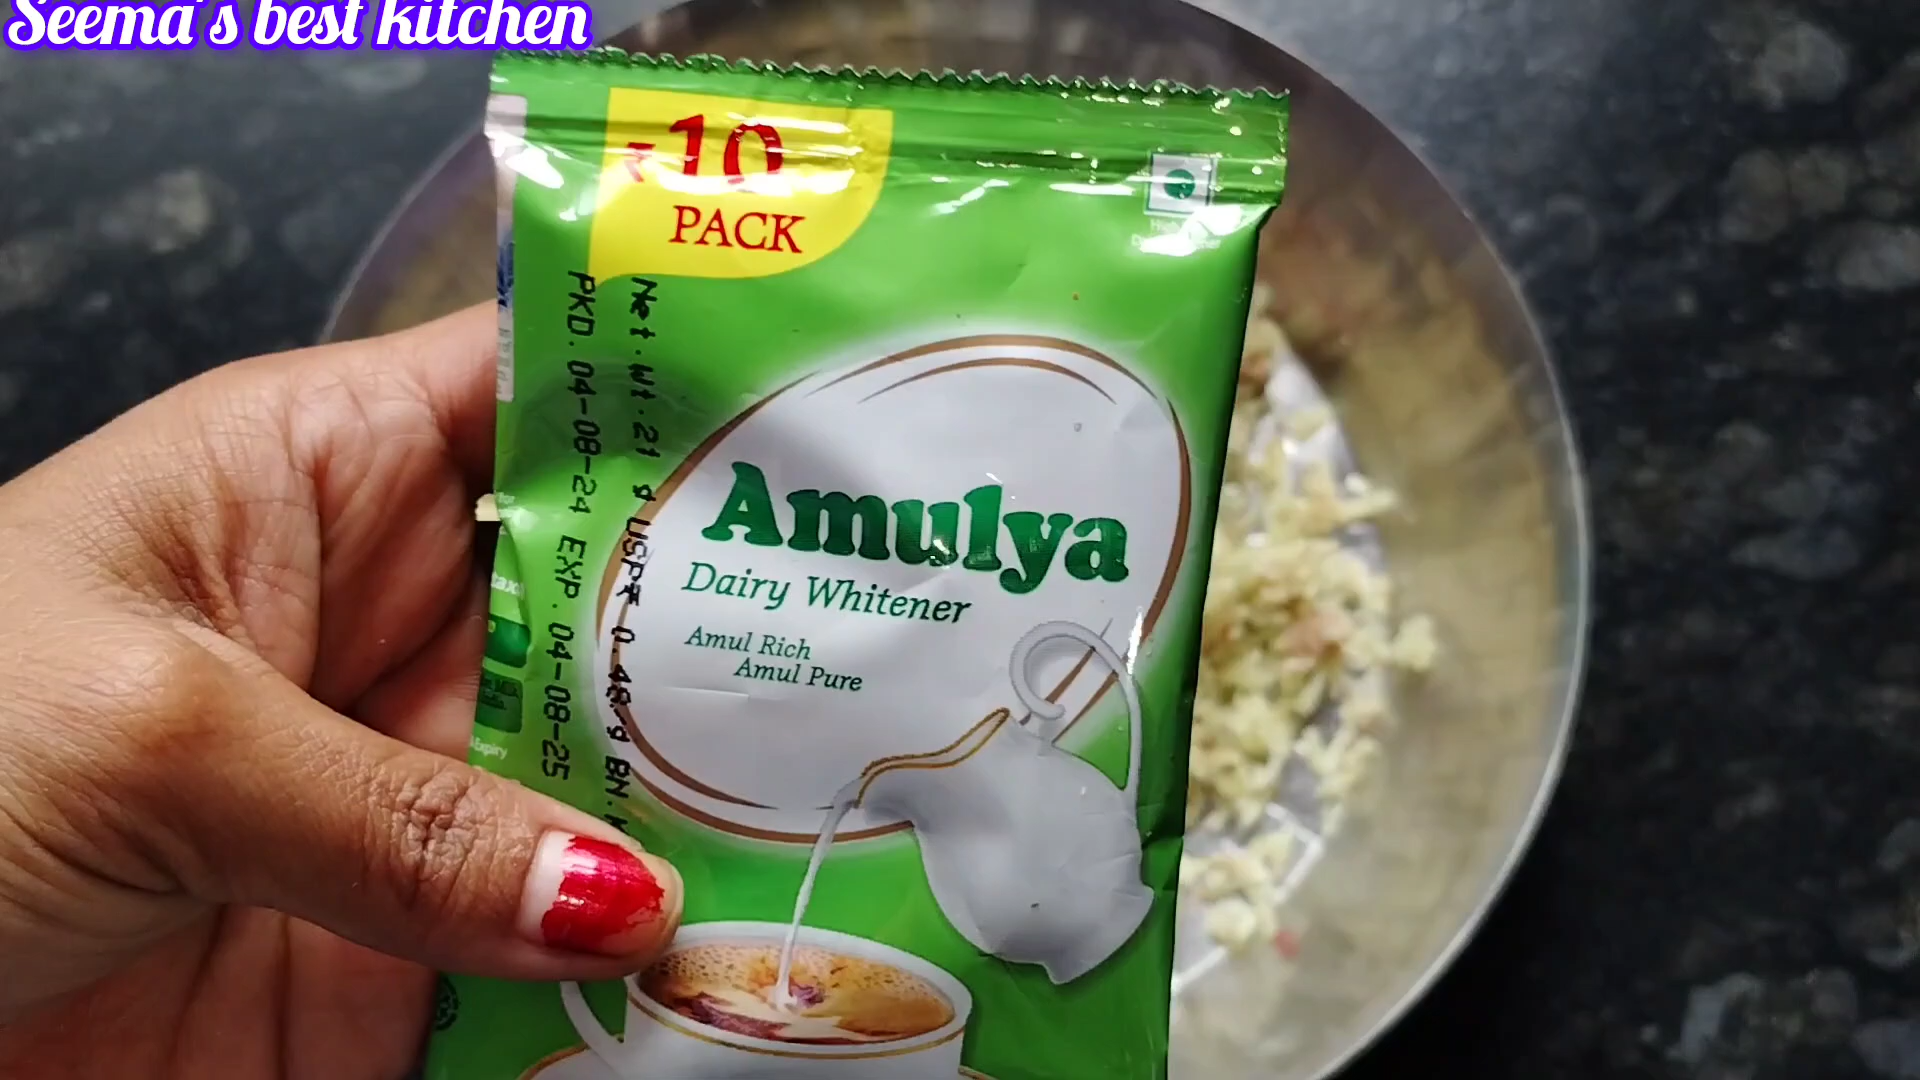 Seema's best kitchen
₹10
PACK
PKD. 04-08-24 EXP. 04-08-25
Net.Wt.21 g USP₹ 0.48/g BN.
Amulya
Dairy Whitener
Amul Rich
Amul Pure
Expiry